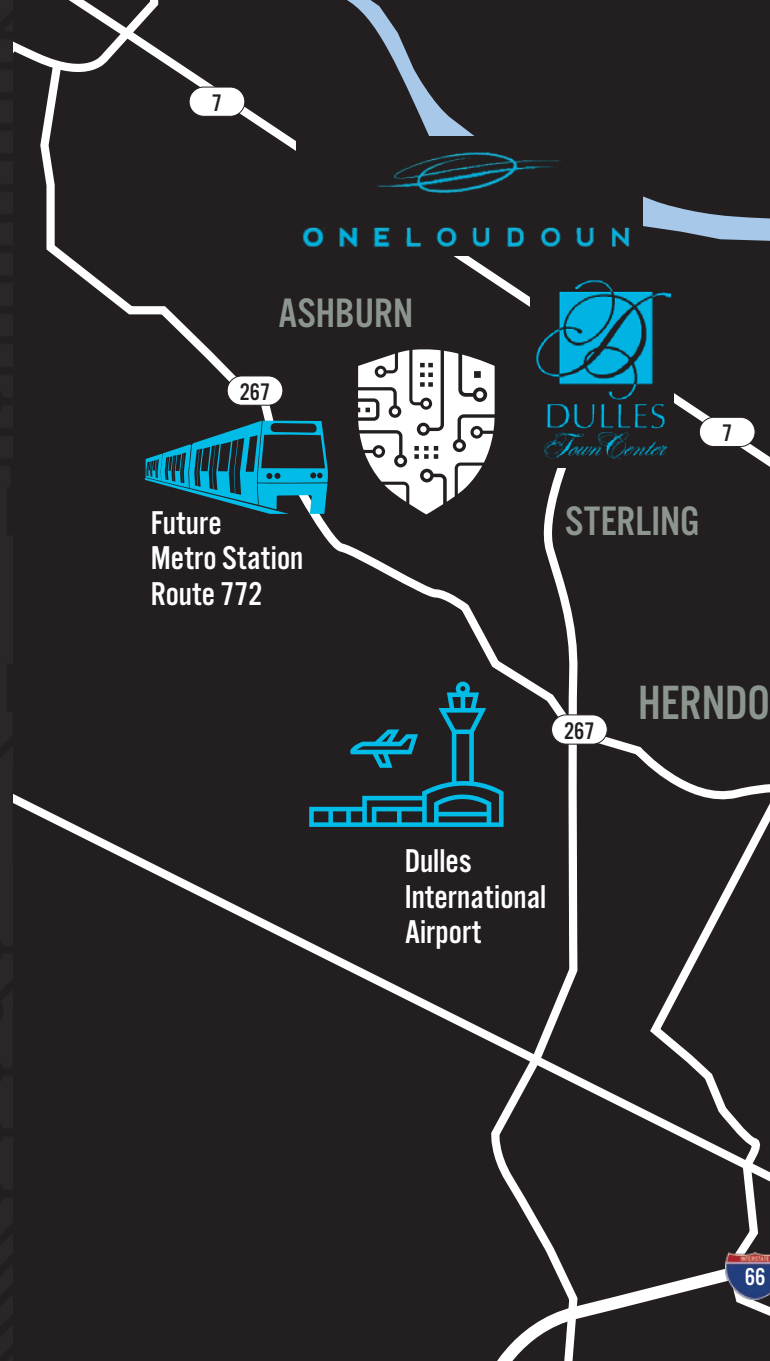 7
ONELOUDOUN
ASHBURN
267
DULLES
Town Center
7
Future
Metro Station
Route 772
STERLING
HERNDO
267
Dulles
International
Airport
INTERSTATE
66